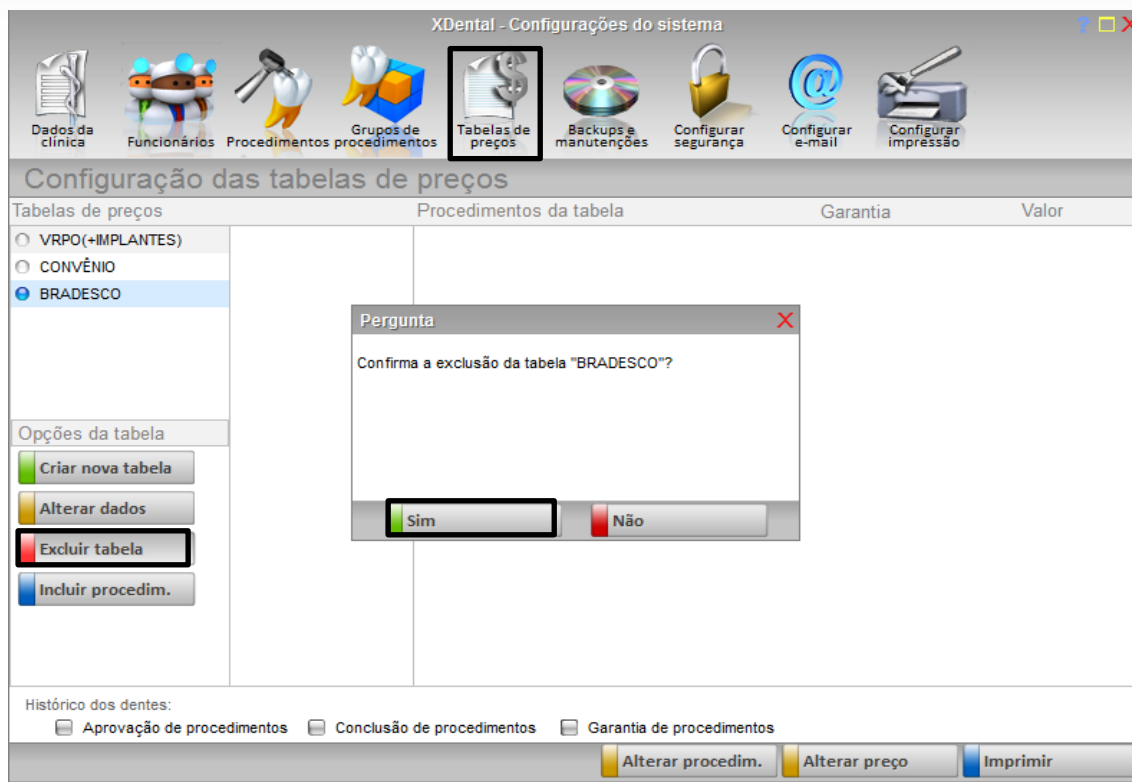 XDental - Configurações do sistema
?
Dados da
clínica
Funcionários
Procedimentos
Grupos de
procedimentos
Tabelas de
preços
Backups e
manutenções
Configurar
segurança
Configurar
e-mail
Configurar
impressão
Configuração das tabelas de preços
Tabelas de preços
Procedimentos da tabela
Garantia
Valor
VRPO(+IMPLANTES)
CONVÊNIO
BRADESCO
Pergunta
Confirma a exclusão da tabela "BRADESCO"?
Sim
Não
Opções da tabela
Criar nova tabela
Alterar dados
Excluir tabela
Incluir procedim.
Histórico dos dentes:
Aprovação de procedimentos
Conclusão de procedimentos
Garantia de procedimentos
Alterar procedim.
Alterar preço
Imprimir